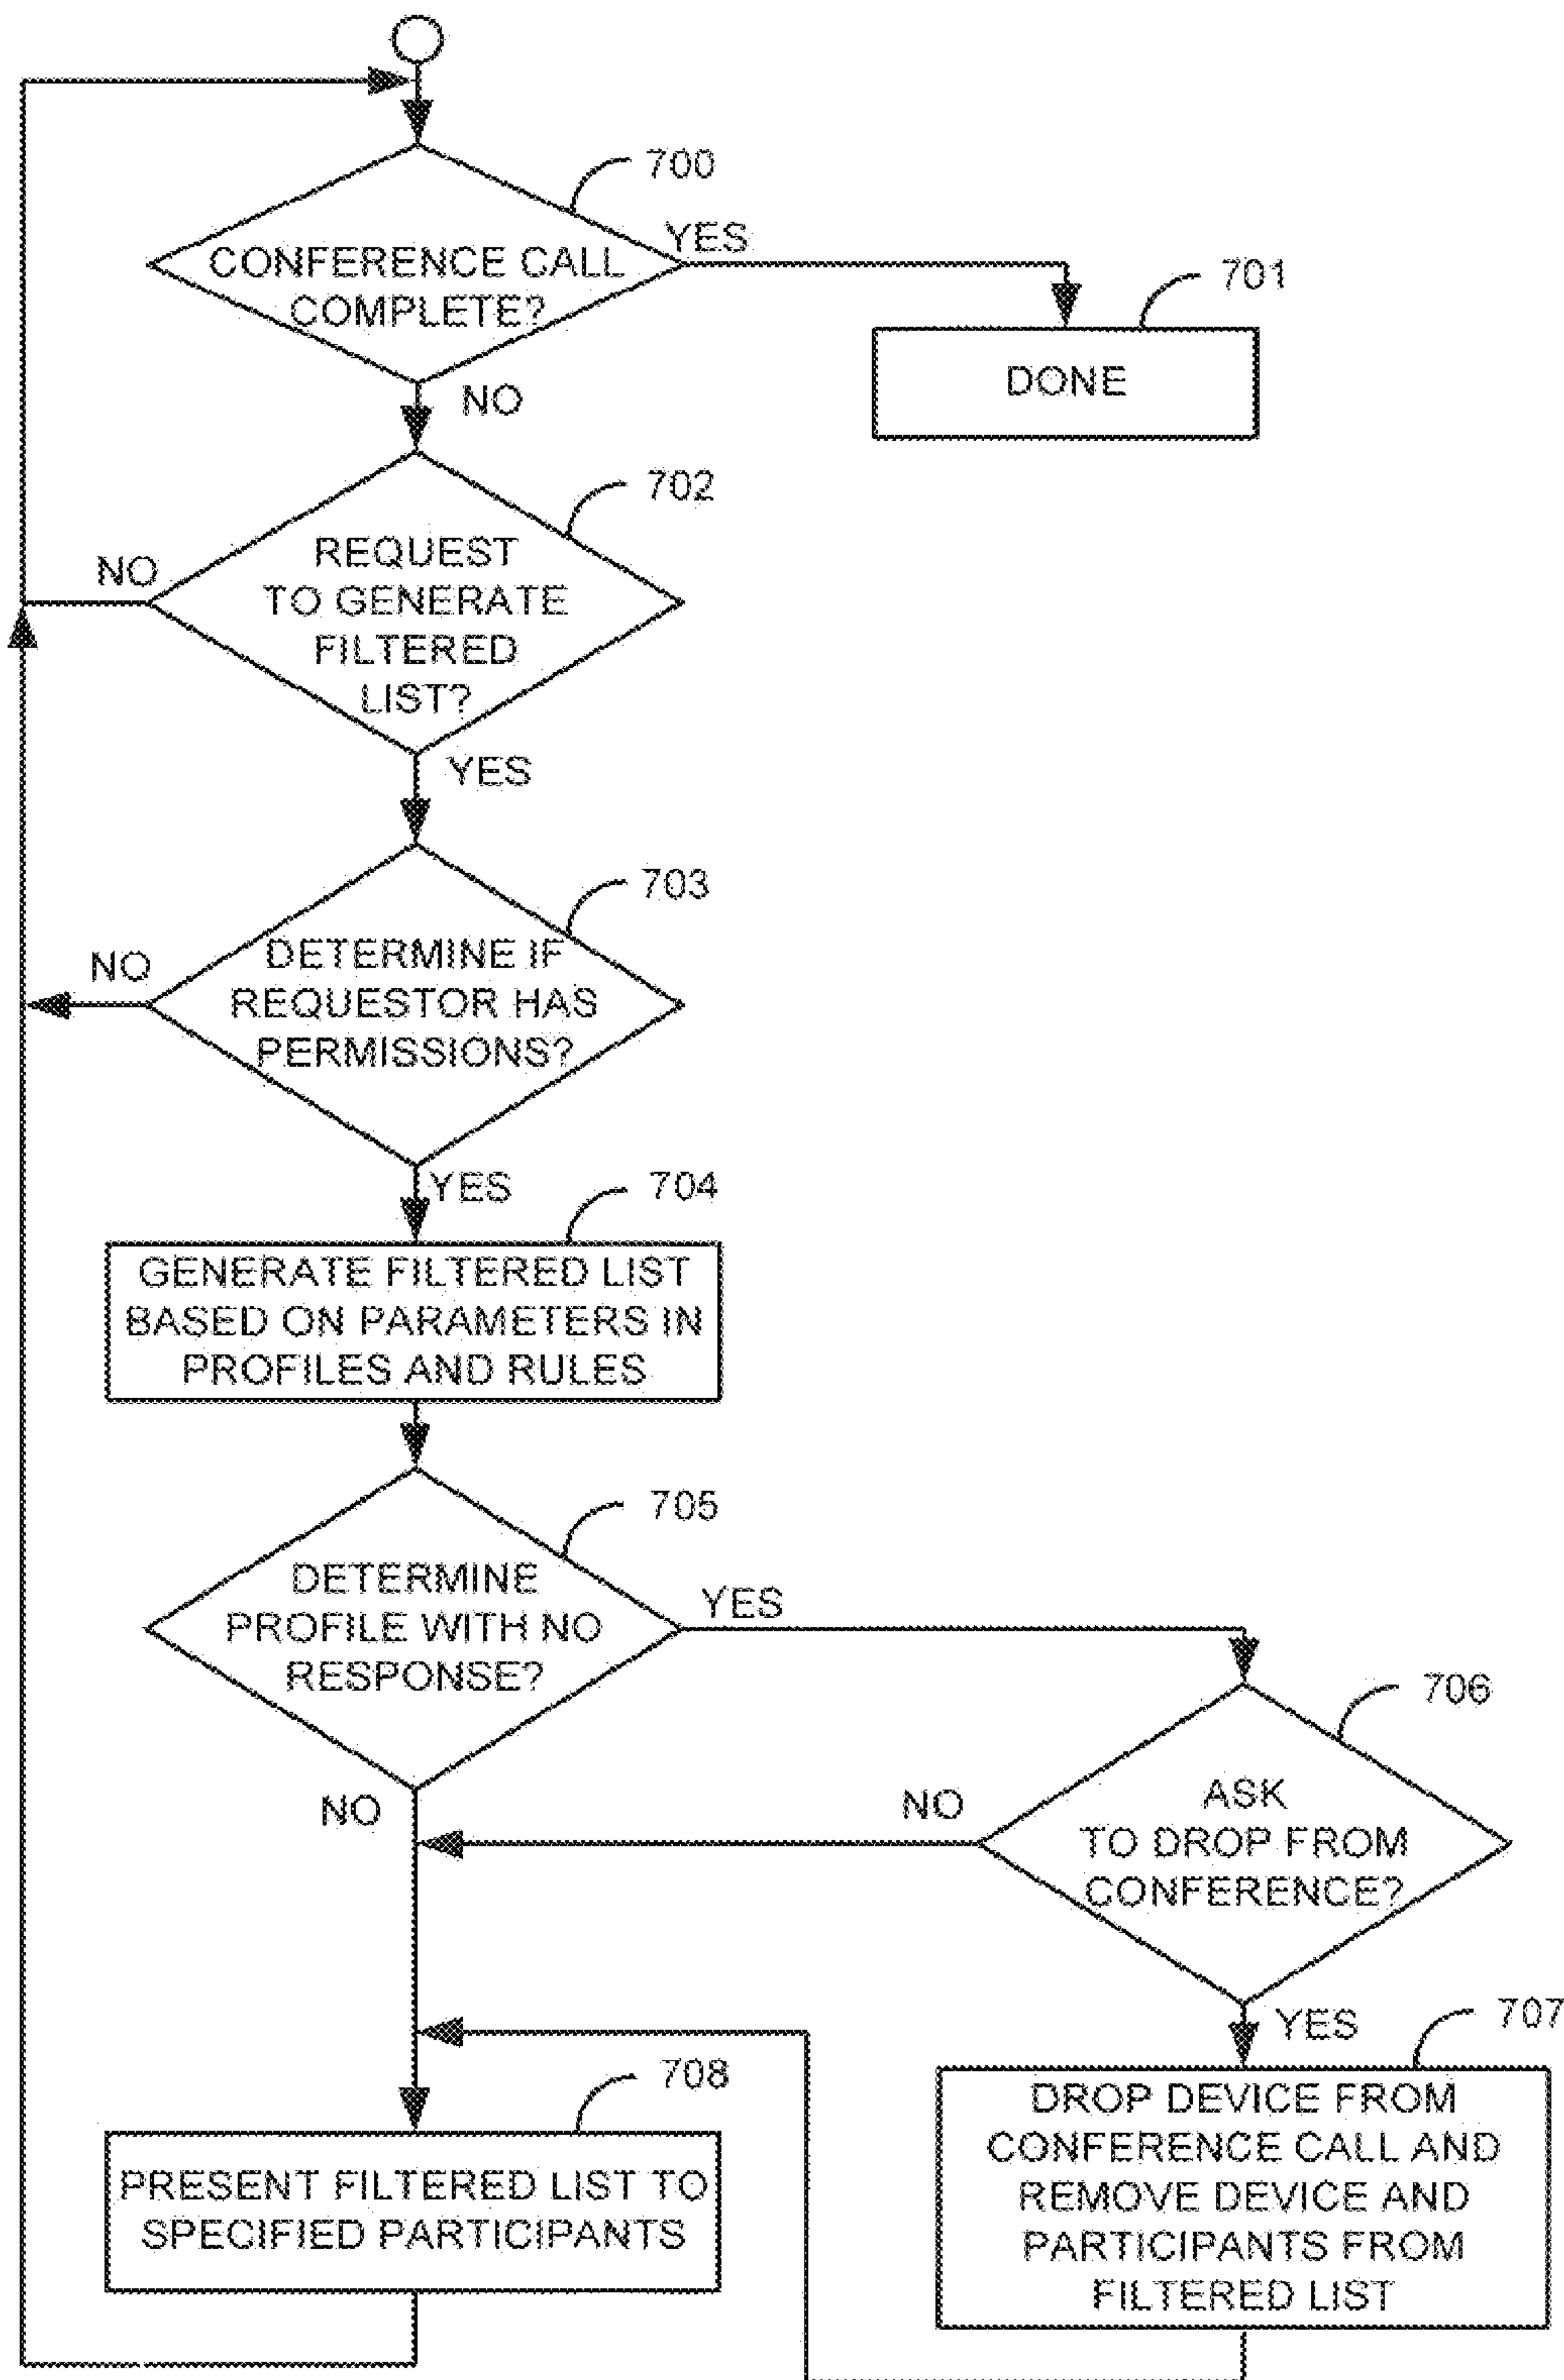 700
CONFERENCE CALL
COMPLETE?
YES
701
DONE
NO
702
REQUEST
TO GENERATE
FILTERED
LIST?
NO
YES
703
DETERMINE IF
REQUESTOR HAS
PERMISSIONS?
NO
YES
704
GENERATE FILTERED LIST
BASED ON PARAMETERS IN
PROFILES AND RULES
705
DETERMINE
PROFILE WITH NO
RESPONSE?
YES
NO
706
ASK
TO DROP FROM
CONFERENCE?
NO
YES
707
DROP DEVICE FROM
CONFERENCE CALL AND
REMOVE DEVICE AND
PARTICIPANTS FROM
FILTERED LIST
708
PRESENT FILTERED LIST TO
SPECIFIED PARTICIPANTS